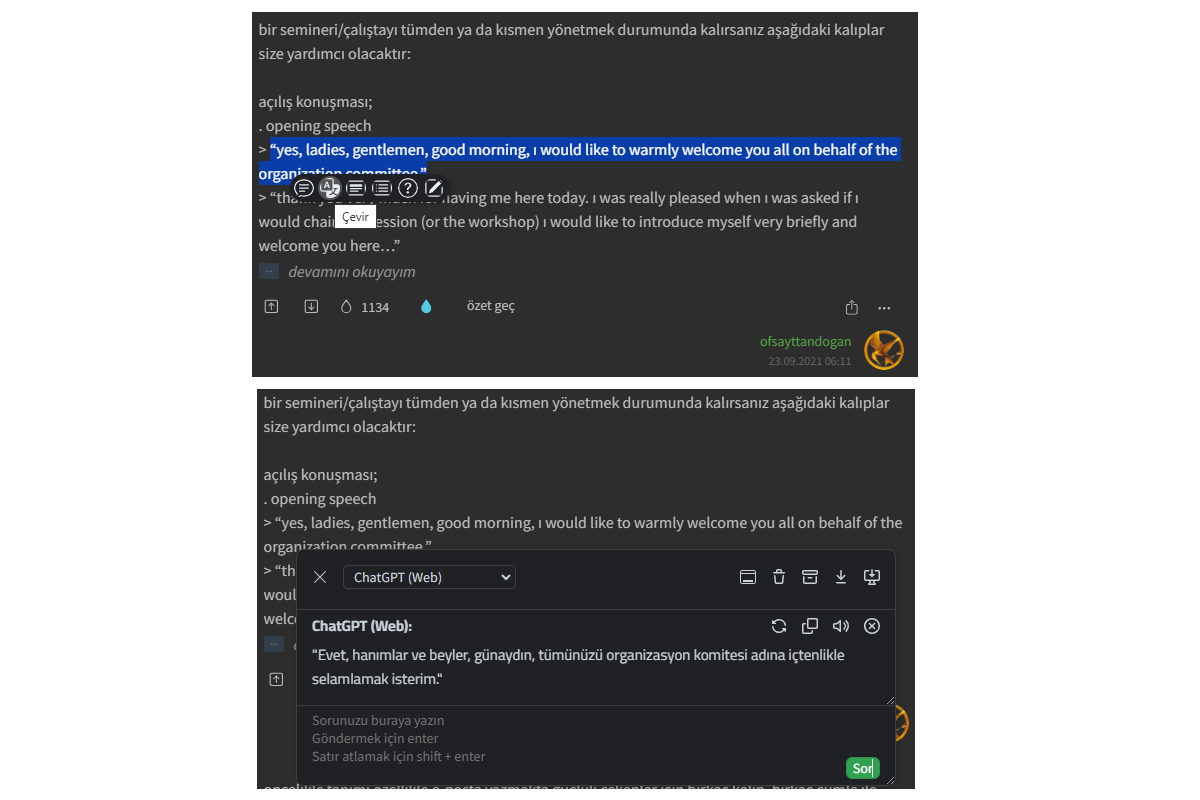 bir semineri/çalıştayı tümden ya da kısmen yönetmek durumunda kalırsanız aşağıdaki kalıplar
size yardımcı olacaktır:
açılış konuşması;
. opening speech
> “yes, ladies, gentlemen, good morning, ı would like to warmly welcome you all on behalf of the
organization committee.”
> “thank you very much for having me here today. ı was really pleased when ı was asked if ı
would chair ession (or the workshop) ı would like to introduce myself very briefly and
Çevir
welcome you here…”
... devamını okuyayım
1134 özet geç ...
ofsayttandogan
23.09.2021 06:11
bir semineri/çalıştayı tümden ya da kısmen yönetmek durumunda kalırsanız aşağıdaki kalıplar
size yardımcı olacaktır:
açılış konuşması;
. opening speech
> “yes, ladies, gentlemen, good morning, ı would like to warmly welcome you all on behalf of the
organization committee.”
> “th
woul
welc
...
ChatGPT (Web)
ChatGPT (Web):
"Evet, hanımlar ve beyler, günaydın, tümünüzü organizasyon komitesi adına içtenlikle
selamlamak isterim."
Sorunuzu buraya yazın
Göndermek için enter
Satır atlamak için shift + enter
Sor